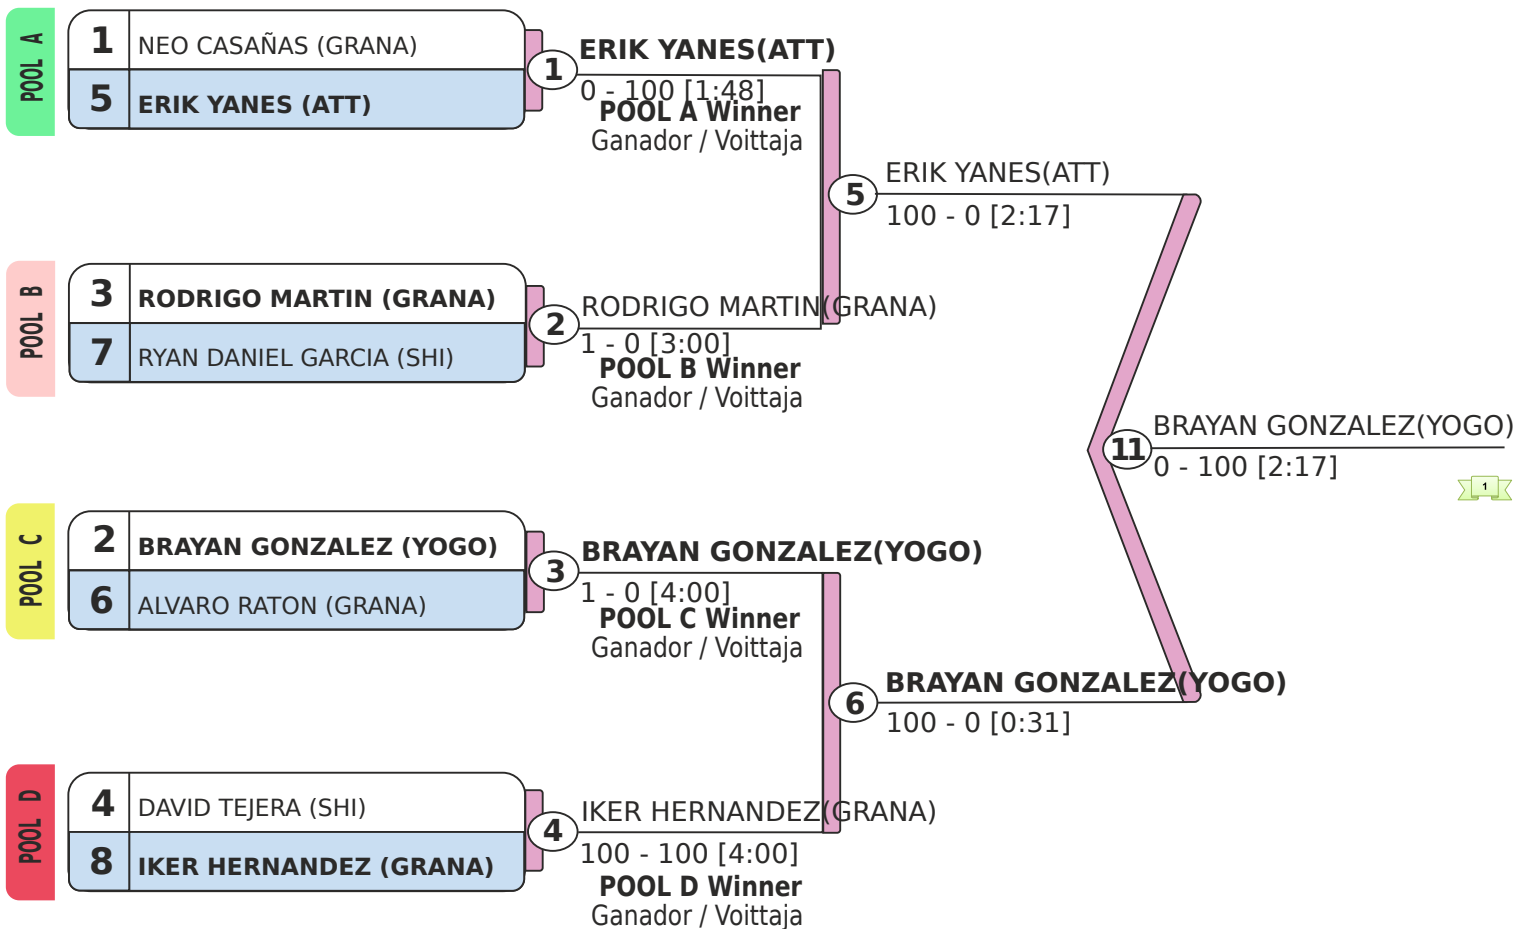 POOL A
1 NEO CASAÑAS (GRANA)
5 ERIK YANES (ATT)
1
ERIK YANES(ATT)
0 - 100 [1:48]
POOL A Winner
Ganador / Voittaja
5
ERIK YANES(ATT)
100 - 0 [2:17]
POOL B
3 RODRIGO MARTIN (GRANA)
7 RYAN DANIEL GARCIA (SHI)
2
RODRIGO MARTIN(GRANA)
1 - 0 [3:00]
POOL B Winner
Ganador / Voittaja
11
BRAYAN GONZALEZ(YOGO)
0 - 100 [2:17]
1
POOL C
2 BRAYAN GONZALEZ (YOGO)
6 ALVARO RATON (GRANA)
3
BRAYAN GONZALEZ(YOGO)
1 - 0 [4:00]
POOL C Winner
Ganador / Voittaja
6
BRAYAN GONZALEZ(YOGO)
100 - 0 [0:31]
POOL D
4 DAVID TEJERA (SHI)
8 IKER HERNANDEZ (GRANA)
4
IKER HERNANDEZ(GRANA)
100 - 100 [4:00]
POOL D Winner
Ganador / Voittaja